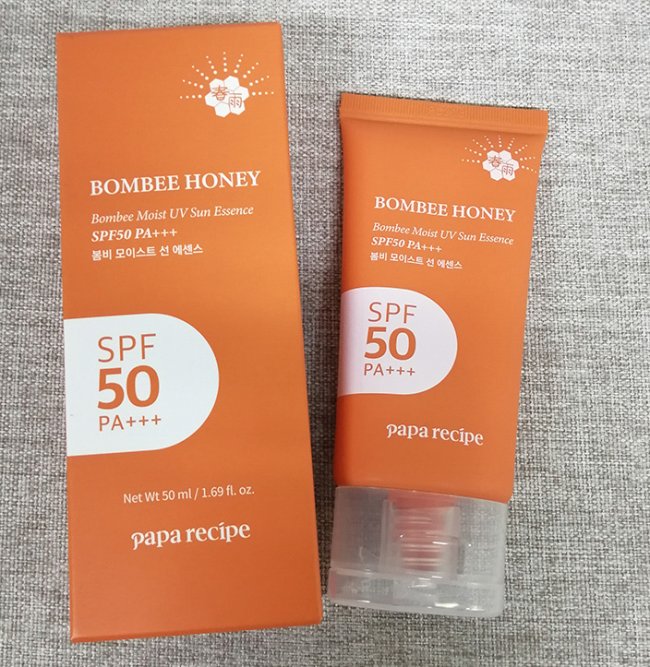 春雨
BOMBEE HONEY
Bombee Moist UV Sun Essence
SPF50 PA+++
봄비 모이스트 선 에센스
SPF
50
PA+++
Net Wt 50 ml / 1.69 fl. oz.
papa recipe
春雨
BOMBEE HONEY
Bombee Moist UV Sun Essence
SPF50 PA+++
봄비 모이스트 선 에센스
SPF
50
PA+++
papa recipe